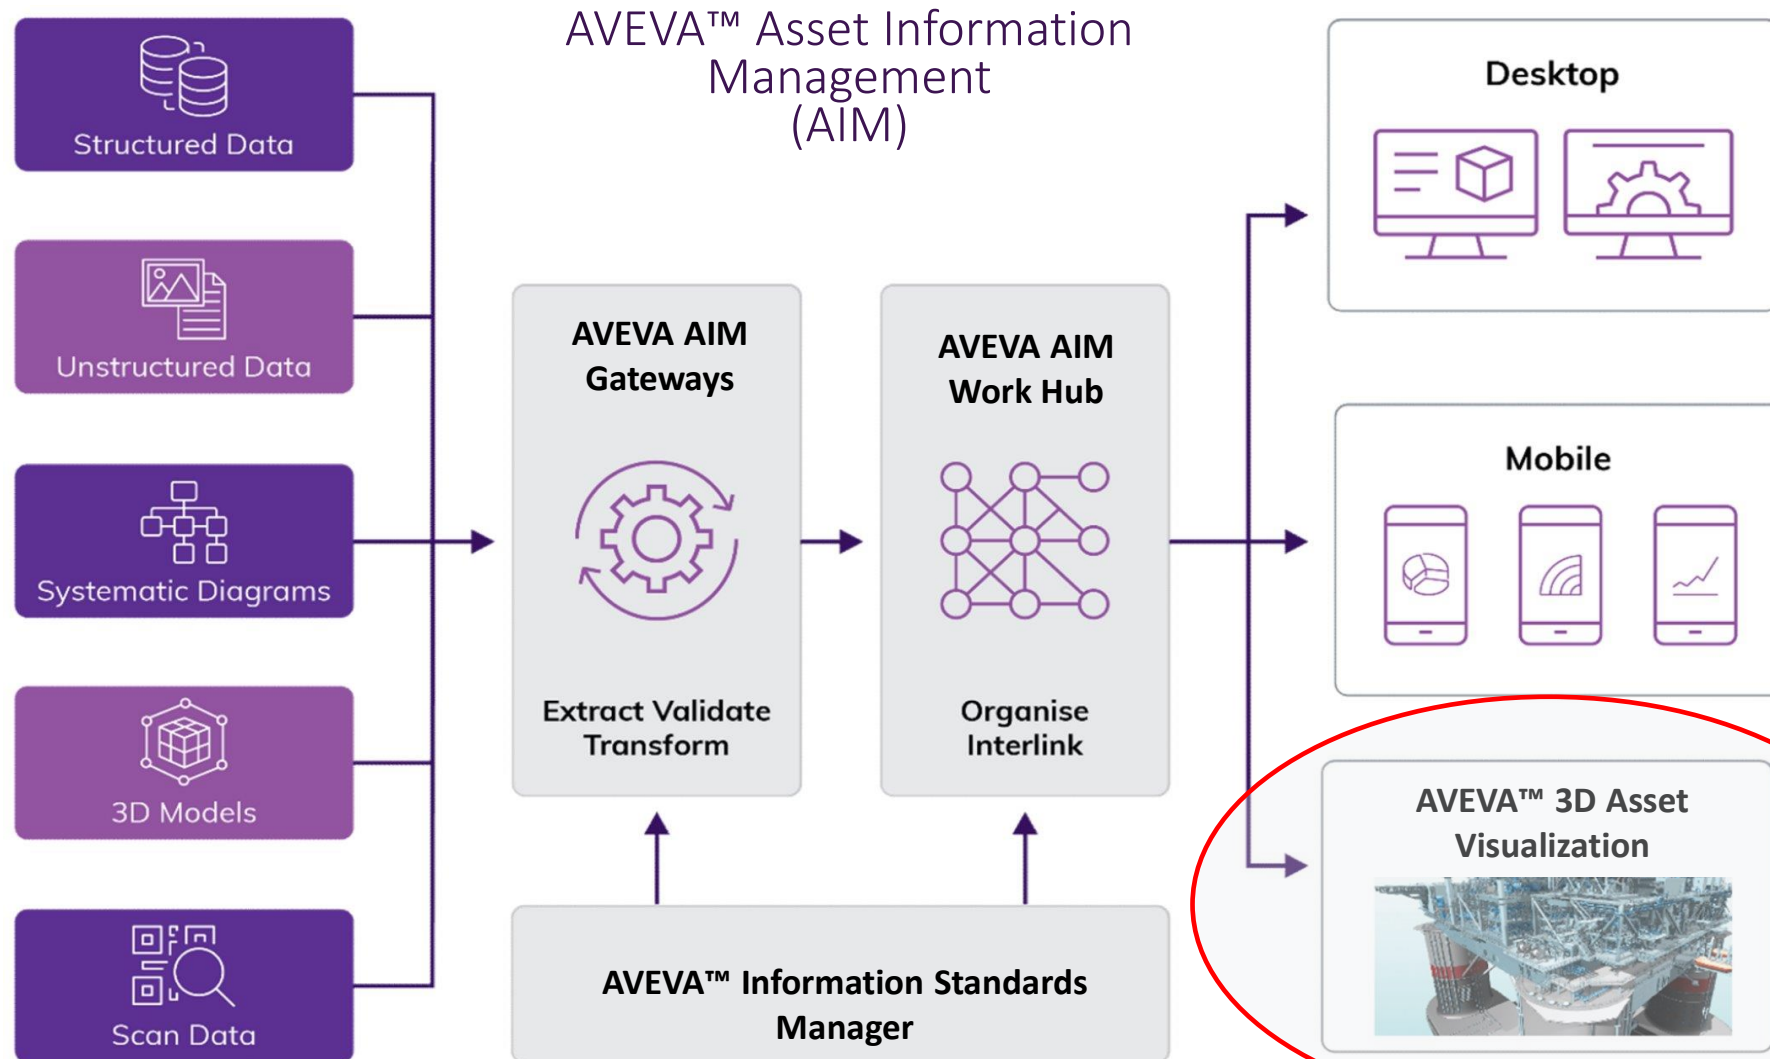 AVEVA™ Asset Information
Management
(AIM)
Structured Data
Unstructured Data
Systematic Diagrams
3D Models
Scan Data
AVEVA AIM
Gateways
Extract Validate
Transform
AVEVA AIM
Work Hub
Organise
Interlink
AVEVA™ Information Standards
Manager
Desktop
Mobile
AVEVA™ 3D Asset
Visualization